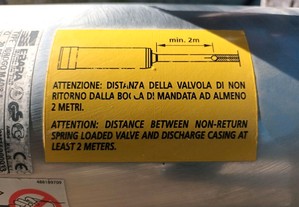 min. 2m
ATTENZIONE: DISTANZA DELLA VALVOLA DI NON
RITORNO DALLA BOCCA DI MANDATA AD ALMENO
2 METRI.
ATTENTION: DISTANCE BETWEEN NON-RETURN
SPRING LOADED VALVE AND DISCHARGE CASING AT
LEAST 2 METERS.